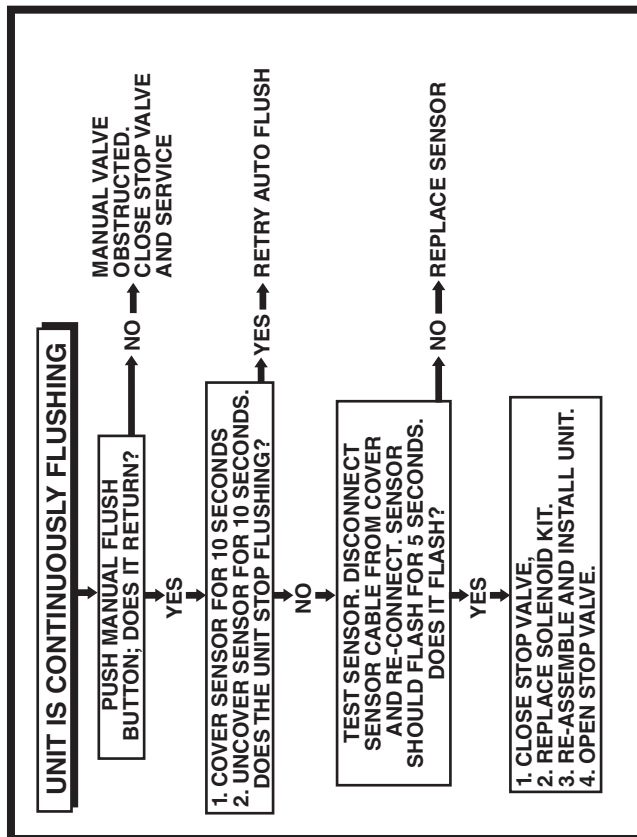 UNIT IS CONTINUOUSLY FLUSHING
PUSH MANUAL FLUSH
BUTTON; DOES IT RETURN?
NO
MANUAL VALVE
OBSTRUCTED.
CLOSE STOP VALVE
AND SERVICE
YES
1. COVER SENSOR FOR 10 SECONDS
2. UNCOVER SENSOR FOR 10 SECONDS.
DOES THE UNIT STOP FLUSHING?
YES
RETRY AUTO FLUSH
NO
TEST SENSOR. DISCONNECT
SENSOR CABLE FROM COVER
AND RE-CONNECT. SENSOR
SHOULD FLASH FOR 5 SECONDS.
DOES IT FLASH?
NO
REPLACE SENSOR
YES
1. CLOSE STOP VALVE,
2. REPLACE SOLENOID KIT.
3. RE-ASSEMBLE AND INSTALL UNIT.
4. OPEN STOP VALVE.